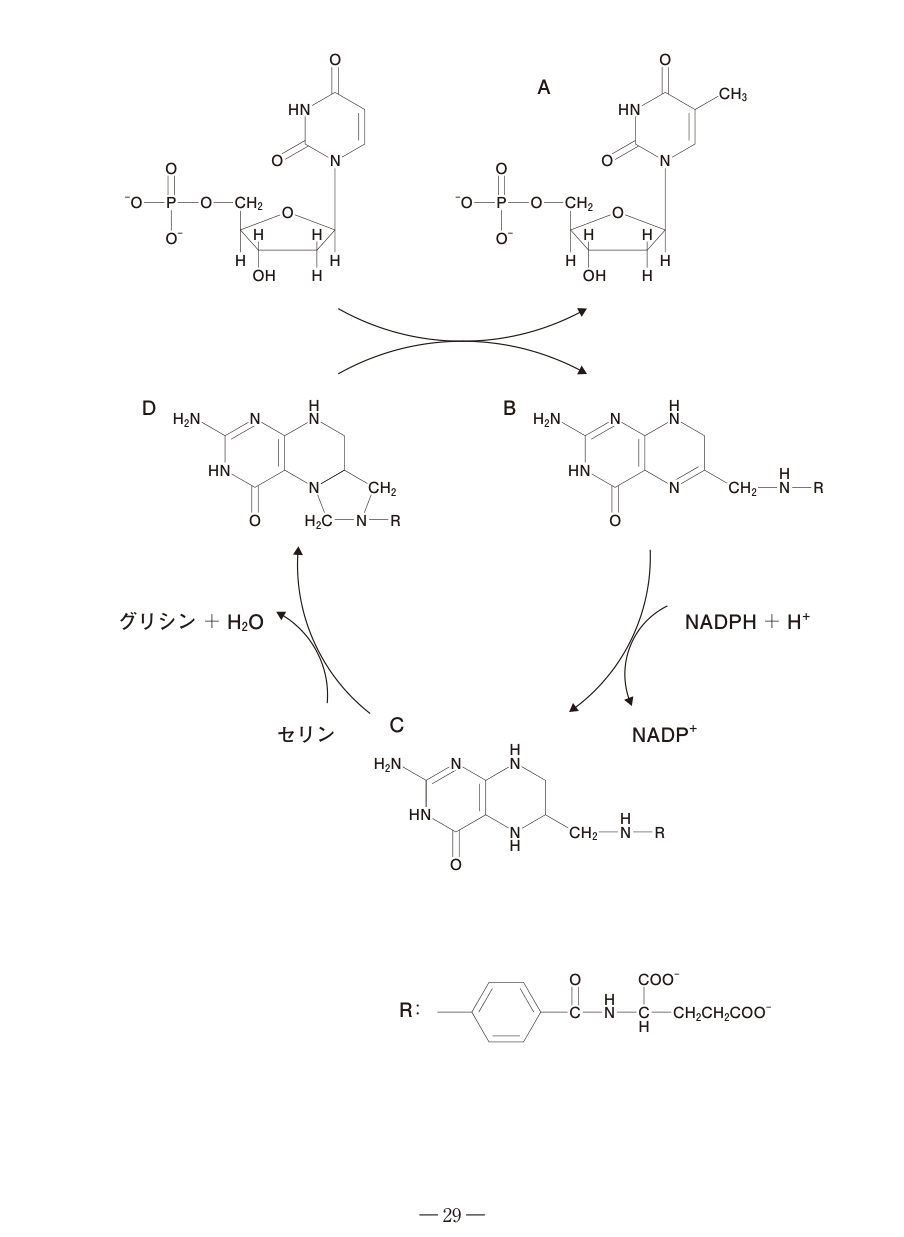 O
HN
O
N
O
⁻O—P—O—CH₂
O⁻
O
H
H
H
OH
H
H
A
O
CH₃
HN
O
N
O
⁻O—P—O—CH₂
O⁻
O
H
H
H
OH
H
H
D
H₂N
N
H
N
HN
O
N
CH₂
H₂C—N—R
B
H₂N
N
H
N
HN
O
N
CH₂—N—R
H
グリシン + H₂O
NADPH + H⁺
セリン
NADP⁺
C
H₂N
N
H
N
HN
O
N
H
CH₂—N—R
H
R:
O
C
H
N
COO⁻
C
H
CH₂CH₂COO⁻
— 29 —